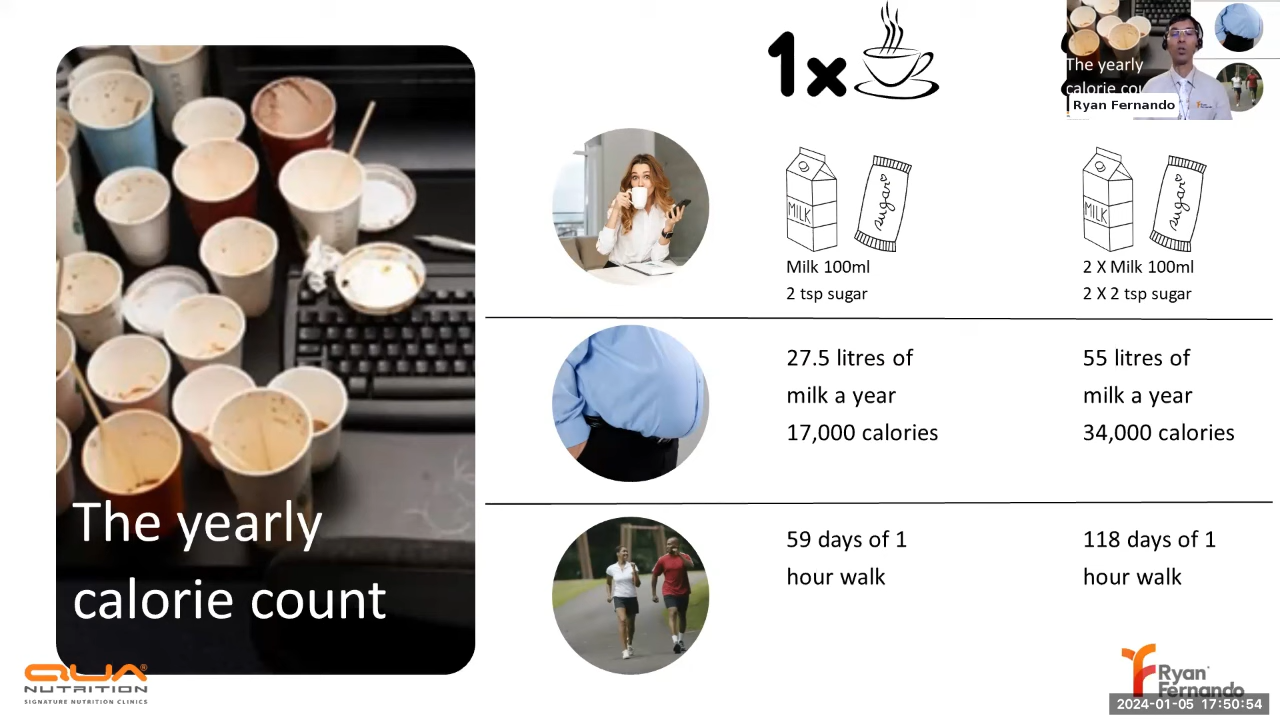 1x
The yearly
calorie cou
Ryan Fernando
MILK
sugar
MILK
sugar
Milk 100ml
2 tsp sugar
2 X Milk 100ml
2 X 2 tsp sugar
27.5 litres of
milk a year
17,000 calories
55 litres of
milk a year
34,000 calories
59 days of 1
hour walk
118 days of 1
hour walk
The yearly
calorie count
QUA®
NUTRITION
SIGNATURE NUTRITION CLINICS
Ryan
Fernando
2024-01-05 17:50:54